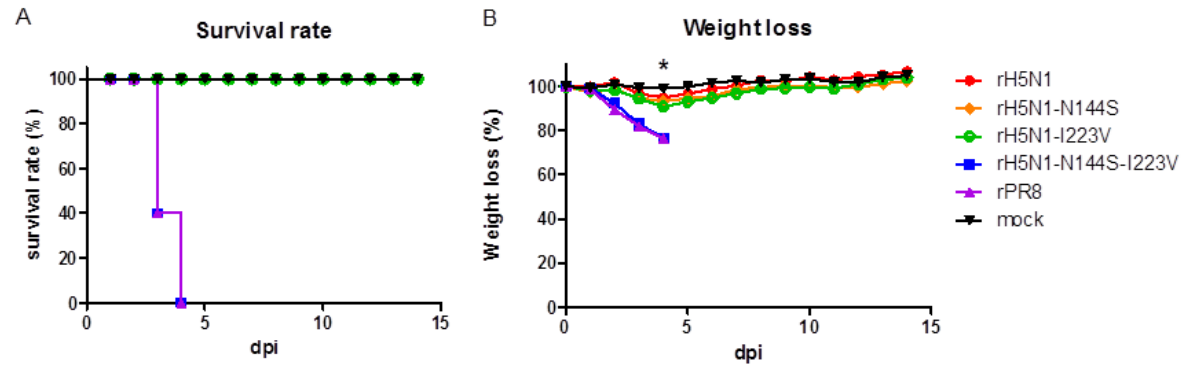 A
Survival rate
survival rate (%)
100
80
60
40
20
0
0
5
10
15
dpi
B
Weight loss
*
Weight loss (%)
100
80
60
40
20
0
0
5
10
15
dpi
rH5N1
rH5N1-N144S
rH5N1-I223V
rH5N1-N144S-I223V
rPR8
mock